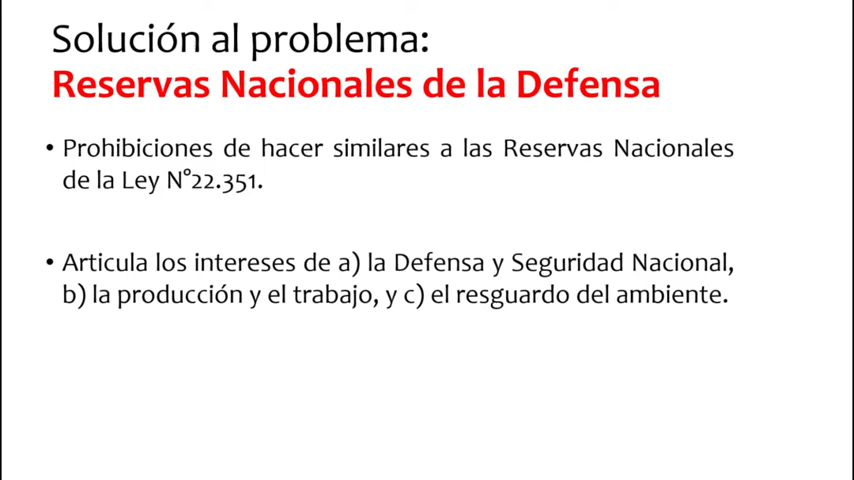 Solución al problema:
Reservas Nacionales de la Defensa
• Prohibiciones de hacer similares a las Reservas Nacionales
de la Ley N°22.351.
• Articula los intereses de a) la Defensa y Seguridad Nacional,
b) la producción y el trabajo, y c) el resguardo del ambiente.